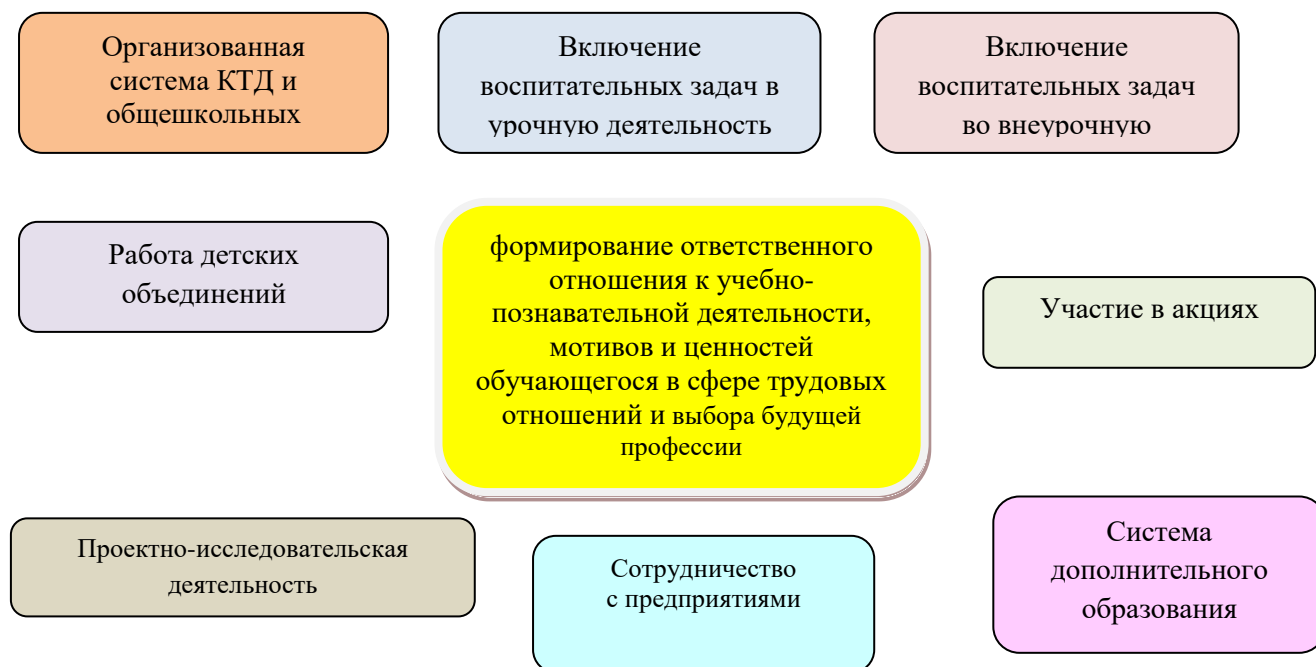 Организованная
система КТД и
общешкольных
Включение
воспитательных задач в
урочную деятельность
Включение
воспитательных задач
во внеурочную
Работа детских
объединений
формирование ответственного
отношения к учебно-
познавательной деятельности,
мотивов и ценностей
обучающегося в сфере трудовых
отношений и выбора будущей
профессии
Участие в акциях
Проектно-исследовательская
деятельность
Сотрудничество
с предприятиями
Система
дополнительного
образования